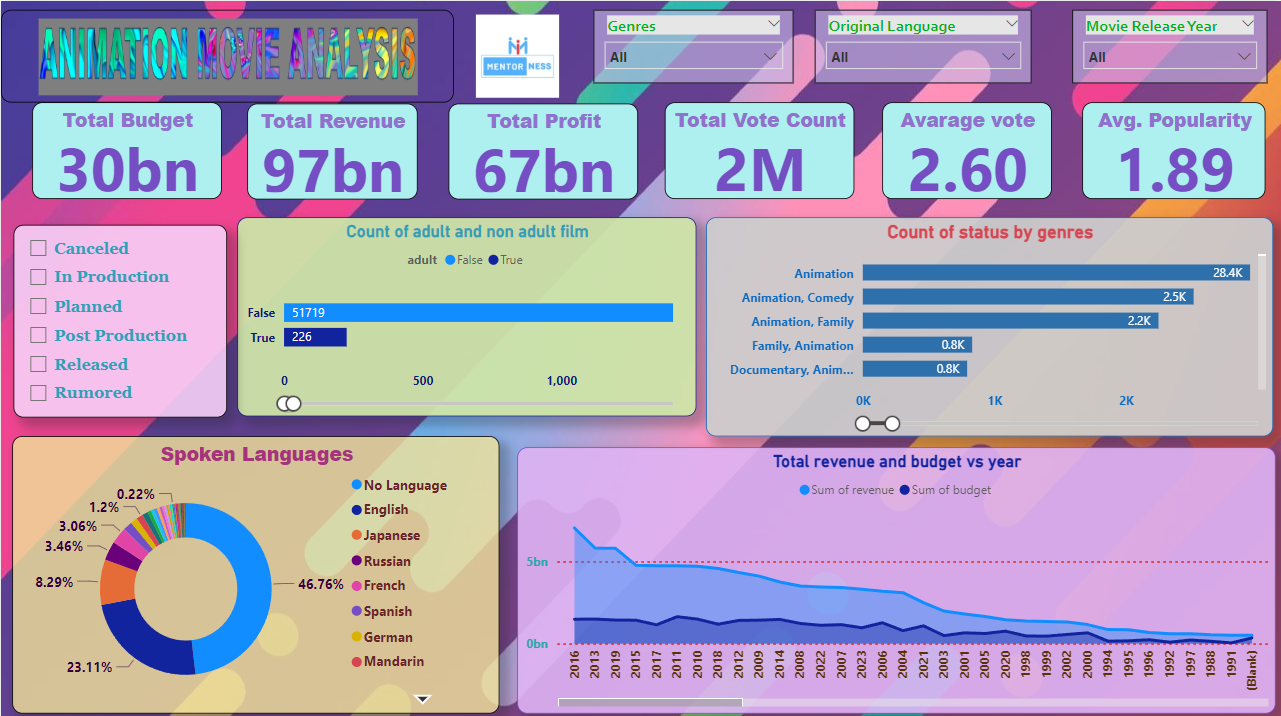 ANIMATION MOVIE ANALYSIS
MENTOR NESS
Genres
All
Original Language
All
Movie Release Year
All
Total Budget
30bn
Total Revenue
97bn
Total Profit
67bn
Total Vote Count
2M
Avarage vote
2.60
Avg. Popularity
1.89
Canceled
In Production
Planned
Post Production
Released
Rumored
Count of adult and non adult film
adult False True
False 51719
True 226
0 500 1,000
Count of status by genres
Animation 28.4K
Animation, Comedy 2.5K
Animation, Family 2.2K
Family, Animation 0.8K
Documentary, Anim... 0.8K
0K 1K 2K
Spoken Languages
0.22%
1.2%
3.06%
3.46%
8.29%
23.11%
46.76%
No Language
English
Japanese
Russian
French
Spanish
German
Mandarin
Total revenue and budget vs year
Sum of revenue Sum of budget
5bn
0bn
2016 2013 2019 2015 2017 2011 2010 2018 2012 2009 2014 2008 2022 2007 2023 2006 2004 2021 2003 2001 2005 2020 1998 1999 2002 2000 1994 1995 1996 1992 1997 1988 1991 (Blank)